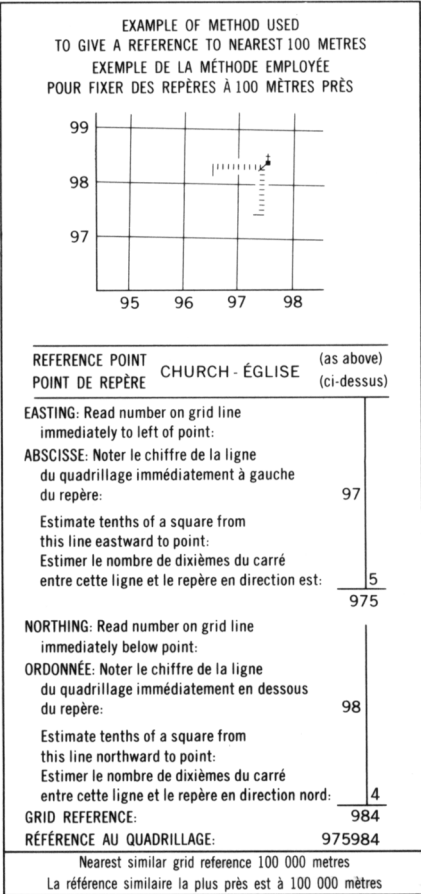 EXAMPLE OF METHOD USED
TO GIVE A REFERENCE TO NEAREST 100 METRES
EXEMPLE DE LA MÉTHODE EMPLOYÉE
POUR FIXER DES REPÈRES À 100 MÈTRES PRÈS
99
98
97
95 96 97 98
REFERENCE POINT
POINT DE REPÈRE
CHURCH - ÉGLISE
(as above)
(ci-dessus)
EASTING: Read number on grid line
immediately to left of point:
ABSCISSE: Noter le chiffre de la ligne
du quadrillage immédiatement à gauche
du repère: 97
Estimate tenths of a square from
this line eastward to point:
Estimer le nombre de dixièmes du carré
entre cette ligne et le repère en direction est: 5
975
NORTHING: Read number on grid line
immediately below point:
ORDONNÉE: Noter le chiffre de la ligne
du quadrillage immédiatement en dessous
du repère: 98
Estimate tenths of a square from
this line northward to point:
Estimer le nombre de dixièmes du carré
entre cette ligne et le repère en direction nord: 4
GRID REFERENCE: 984
RÉFÉRENCE AU QUADRILLAGE: 975984
Nearest similar grid reference 100 000 metres
La référence similaire la plus près est à 100 000 mètres